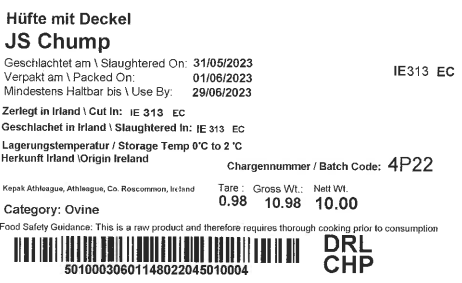 Hüfte mit Deckel
JS Chump
Geschlachtet am \ Slaughtered On: 31/05/2023
Verpakt am \ Packed On: 01/06/2023
Mindestens Haltbar bis \ Use By: 29/06/2023
IE313 EC
Zerlegt in Irland \ Cut In: IE 313 EC
Geschlachet in Irland \ Slaughtered In: IE 313 EC
Lagerungstemperatur / Storage Temp 0'C to 2 'C
Herkunft Irland \Origin Ireland
Chargennummer / Batch Code: 4P22
Kepak Athleague, Athleague, Co. Roscommon, Ireland
Tare : Gross Wt.: Nett Wt.
0.98 10.98 10.00
Category: Ovine
Food Safety Guidance: This is a raw product and therefore requires thorough cooking prior to consumption
DRL
CHP
50100030601148022045010004